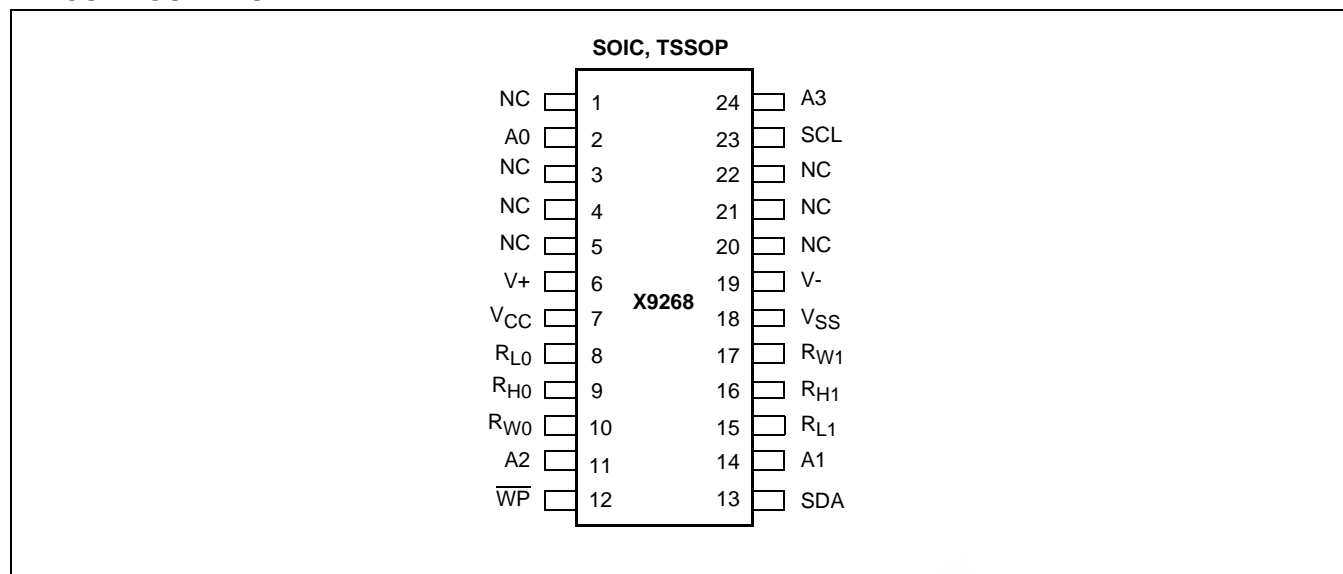 SOIC, TSSOP
NC 1 24 A3
A0 2 23 SCL
NC 3 22 NC
NC 4 21 NC
NC 5 20 NC
V+ 6 19 V-
X9268
VCC 7 18 VSS
RL0 8 17 RW1
RH0 9 16 RH1
RW0 10 15 RL1
A2 11 14 A1
WP 12 13 SDA